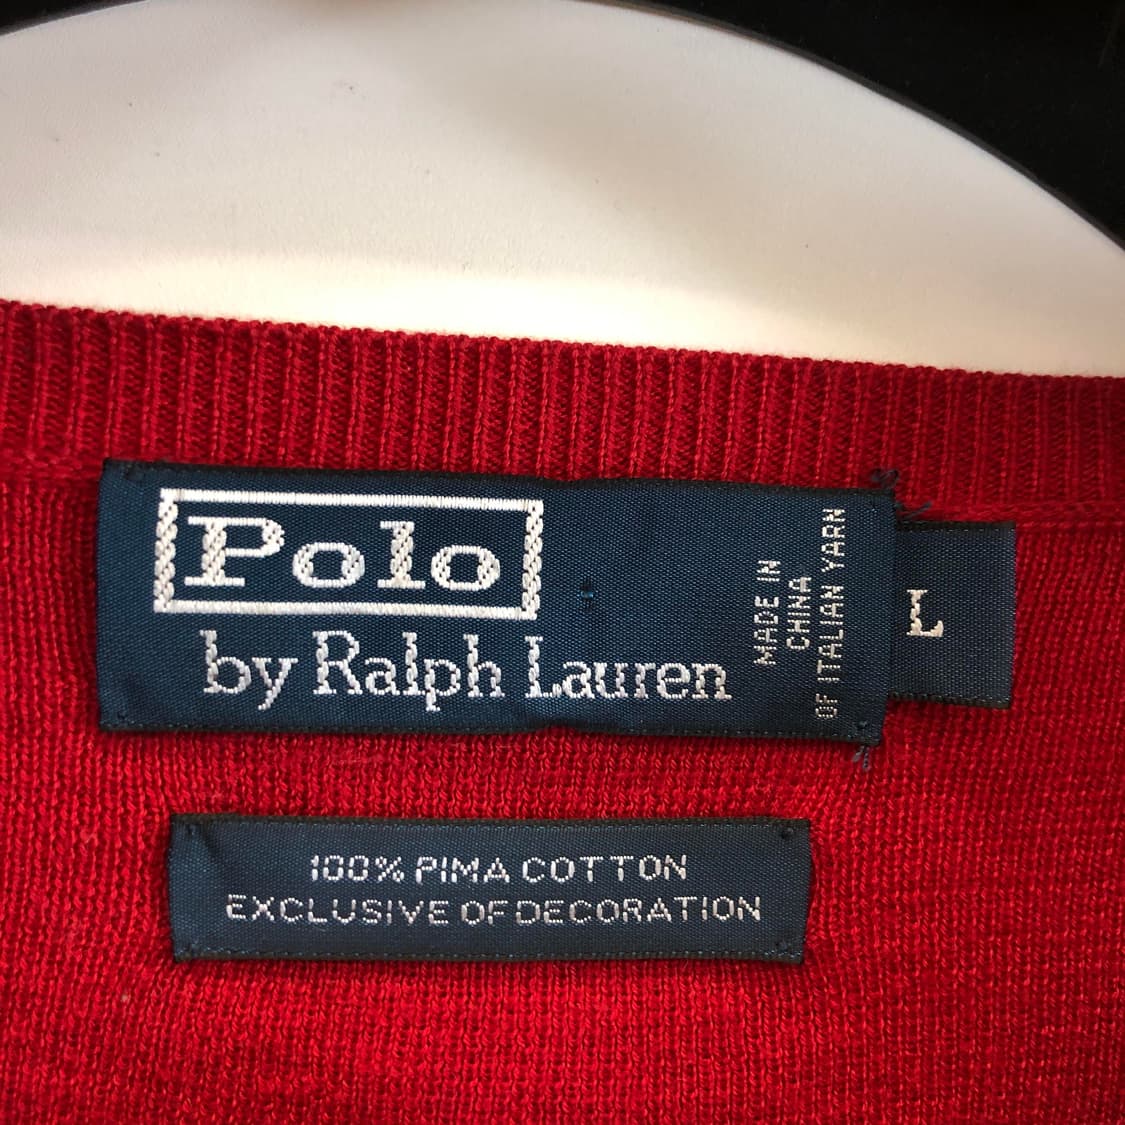 Polo
by Ralph Lauren
MADE IN
CHINA
OF ITALIAN YARN
L
100% PIMA COTTON
EXCLUSIVE OF DECORATION